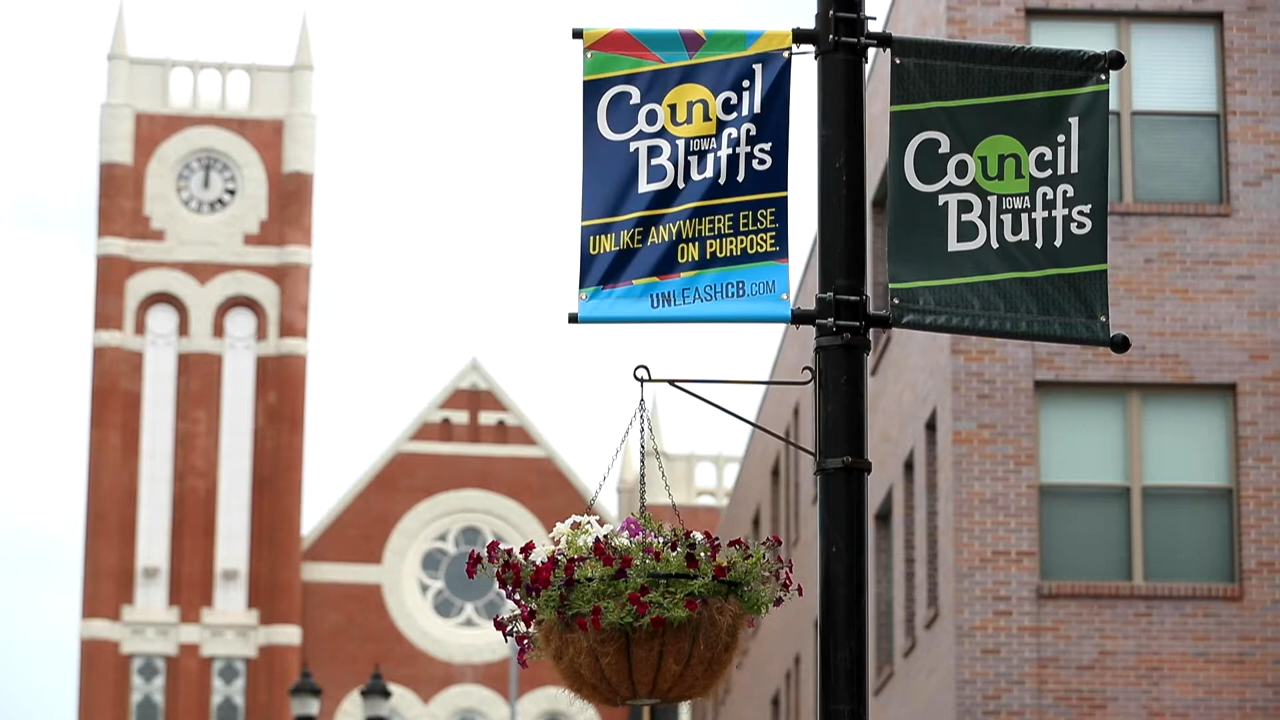 Council
IOWA
Bluffs
UNLIKE ANYWHERE ELSE.
ON PURPOSE.
UNLEASHCB.COM
Council
IOWA
Bluffs